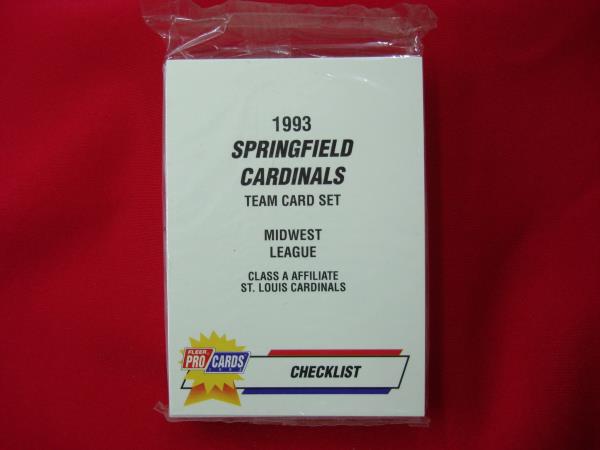 1993
SPRINGFIELD
CARDINALS
TEAM CARD SET
MIDWEST
LEAGUE
CLASS A AFFILIATE
ST. LOUIS CARDINALS
FLEER
PRO CARDS
CHECKLIST